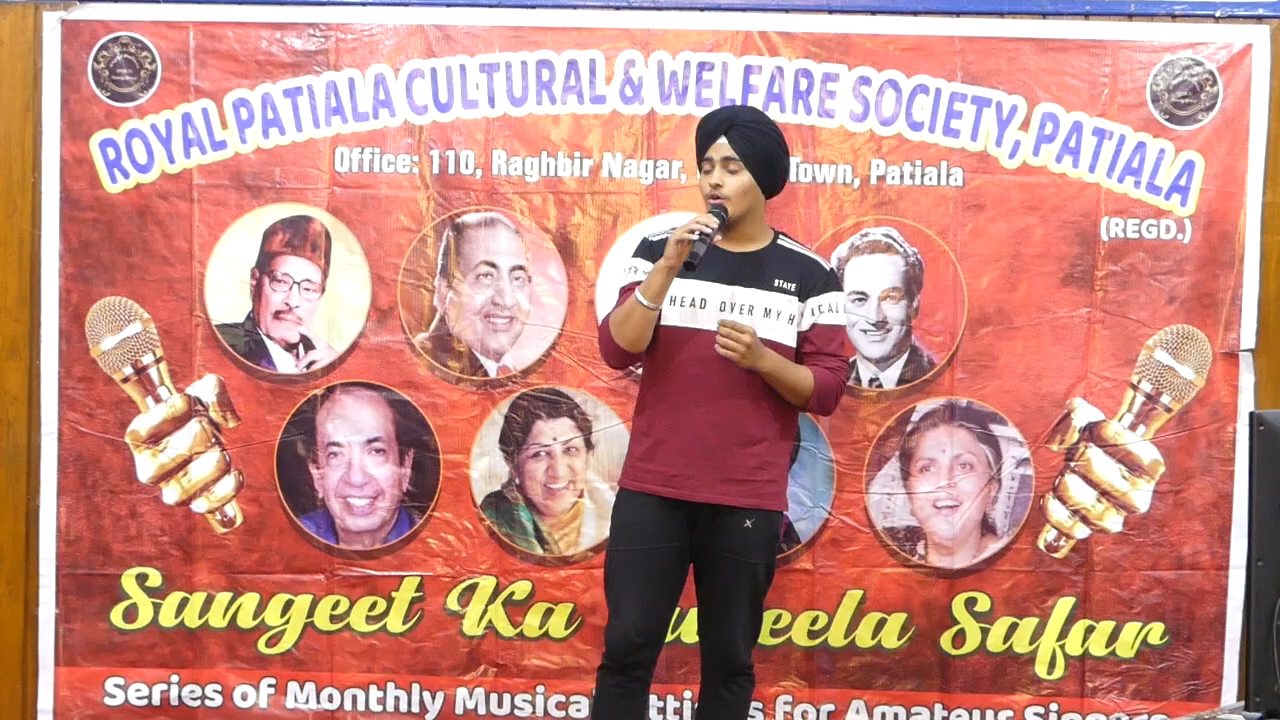 ROYAL PATIALA CULTURAL & WELFARE SOCIETY, PATIALA
Office: 110, Raghbir Nagar, Town, Patiala
(REGD.)
STATE
HEAD OVER MY H
Sangeet Ka eela Safar
Series of Monthly Musical for Amateur